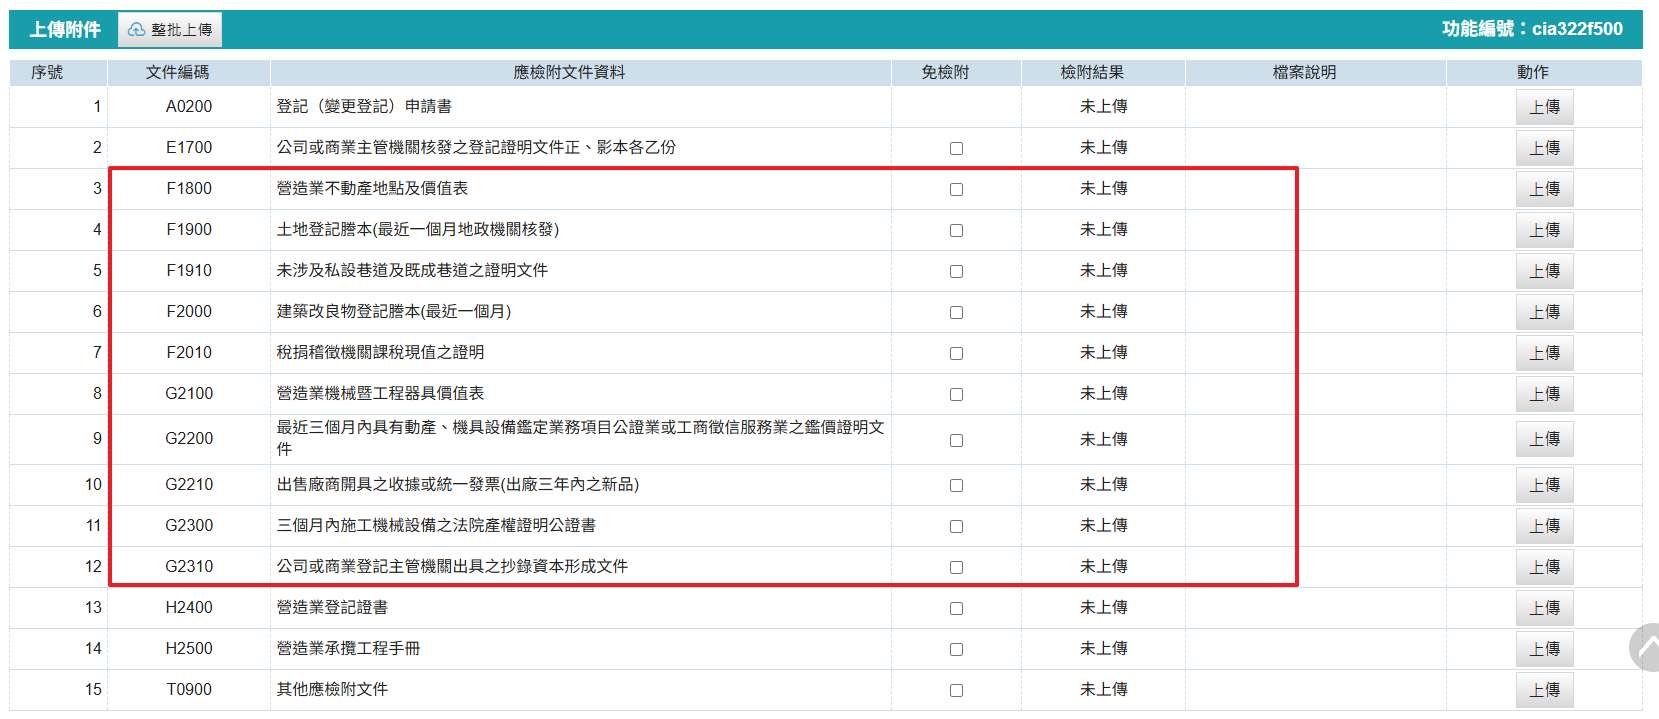 上傳附件 整批上傳 功能編號：cia322f500
序號 文件編碼 應檢附文件資料 免檢附 檢附結果 檔案說明 動作
1 A0200 登記（變更登記）申請書 未上傳 上傳
2 E1700 公司或商業主管機關核發之登記證明文件正、影本各乙份 未上傳 上傳
3 F1800 營造業不動產地點及價值表 未上傳 上傳
4 F1900 土地登記謄本(最近一個月地政機關核發) 未上傳 上傳
5 F1910 未涉及私設巷道及既成巷道之證明文件 未上傳 上傳
6 F2000 建築改良物登記謄本(最近一個月) 未上傳 上傳
7 F2010 稅捐稽徵機關課稅現值之證明 未上傳 上傳
8 G2100 營造業機械暨工程器具價值表 未上傳 上傳
9 G2200 最近三個月內具有動產、機具設備鑑定業務項目公證業或工商徵信服務業之鑑價證明文
件 未上傳 上傳
10 G2210 出售廠商開具之收據或統一發票(出廠三年內之新品) 未上傳 上傳
11 G2300 三個月內施工機械設備之法院產權證明公證書 未上傳 上傳
12 G2310 公司或商業登記主管機關出具之抄錄資本形成文件 未上傳 上傳
13 H2400 營造業登記證書 未上傳 上傳
14 H2500 營造業承攬工程手冊 未上傳 上傳
15 T0900 其他應檢附文件 未上傳 上傳